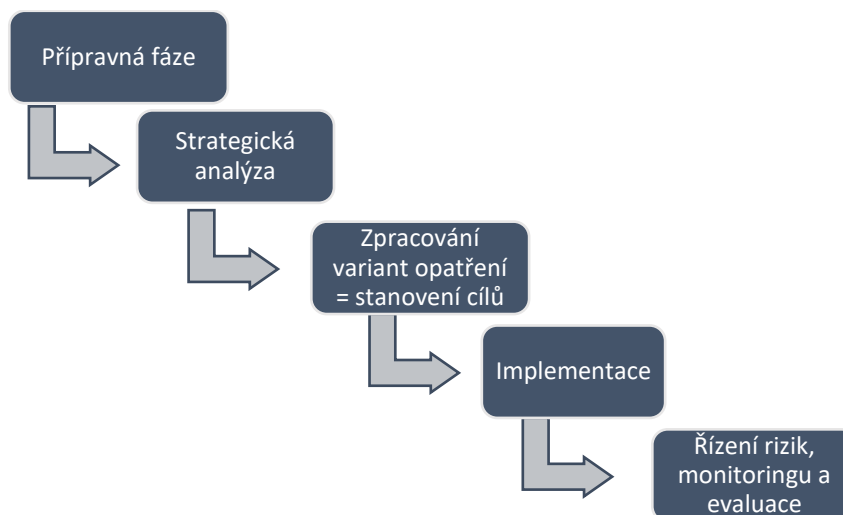 Přípravná fáze
Strategická
analýza
Zpracování
variant opatření
= stanovení cílů
Implementace
Řízení rizik,
monitoringu a
evaluace